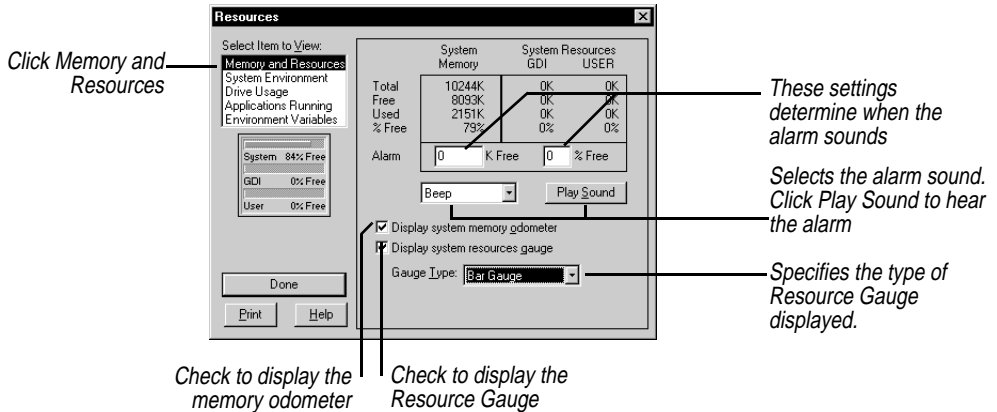 Resources
Click Memory and
Resources
Select Item to View:
Memory and Resources
System Environment
Drive Usage
Applications Running
Environment Variables
System 84% Free
GDI 0% Free
User 0% Free
Done
Print Help
System System Resources
Memory GDI USER
Total 10244K 0K 0K
Free 8093K 0K 0K
Used 2151K 0K 0K
% Free 79% 0% 0%
Alarm 0 K Free 0 % Free
Beep Play Sound
Display system memory odometer
Display system resources gauge
Gauge Type: Bar Gauge
These settings
determine when the
alarm sounds
Selects the alarm sound.
Click Play Sound to hear
the alarm
Specifies the type of
Resource Gauge
displayed.
Check to display the
memory odometer
Check to display the
Resource Gauge